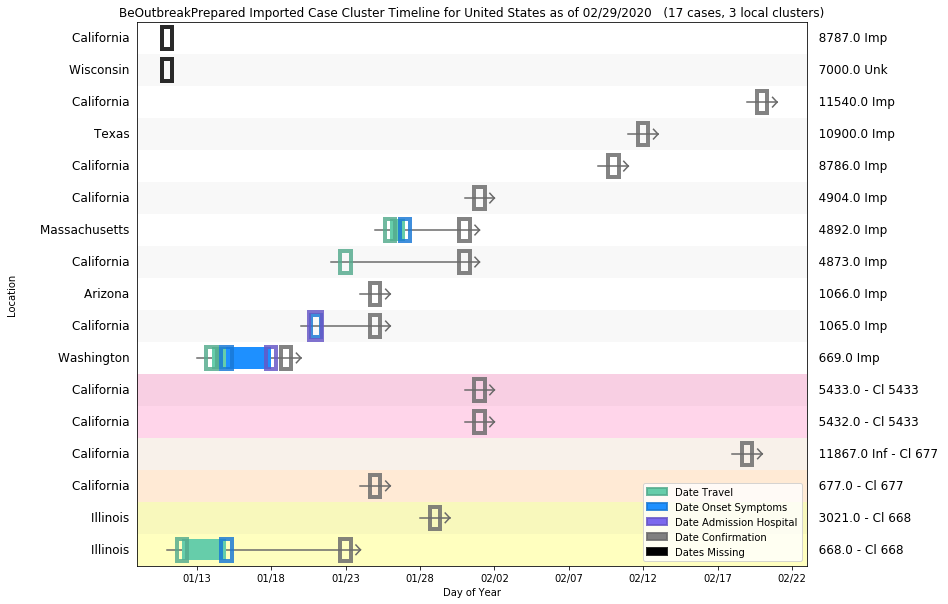 BeOutbreakPrepared Imported Case Cluster Timeline for United States as of 02/29/2020 (17 cases, 3 local clusters)
California 8787.0 Imp
Wisconsin 7000.0 Unk
California 11540.0 Imp
Texas 10900.0 Imp
California 8786.0 Imp
California 4904.0 Imp
Massachusetts 4892.0 Imp
California 4873.0 Imp
Arizona 1066.0 Imp
California 1065.0 Imp
Washington 669.0 Imp
California 5433.0 - Cl 5433
California 5432.0 - Cl 5433
California 11867.0 Inf - Cl 677
California 677.0 - Cl 677
Illinois 3021.0 - Cl 668
Illinois 668.0 - Cl 668
Location
Date Travel
Date Onset Symptoms
Date Admission Hospital
Date Confirmation
Dates Missing
01/13 01/18 01/23 01/28 02/02 02/07 02/12 02/17 02/22
Day of Year